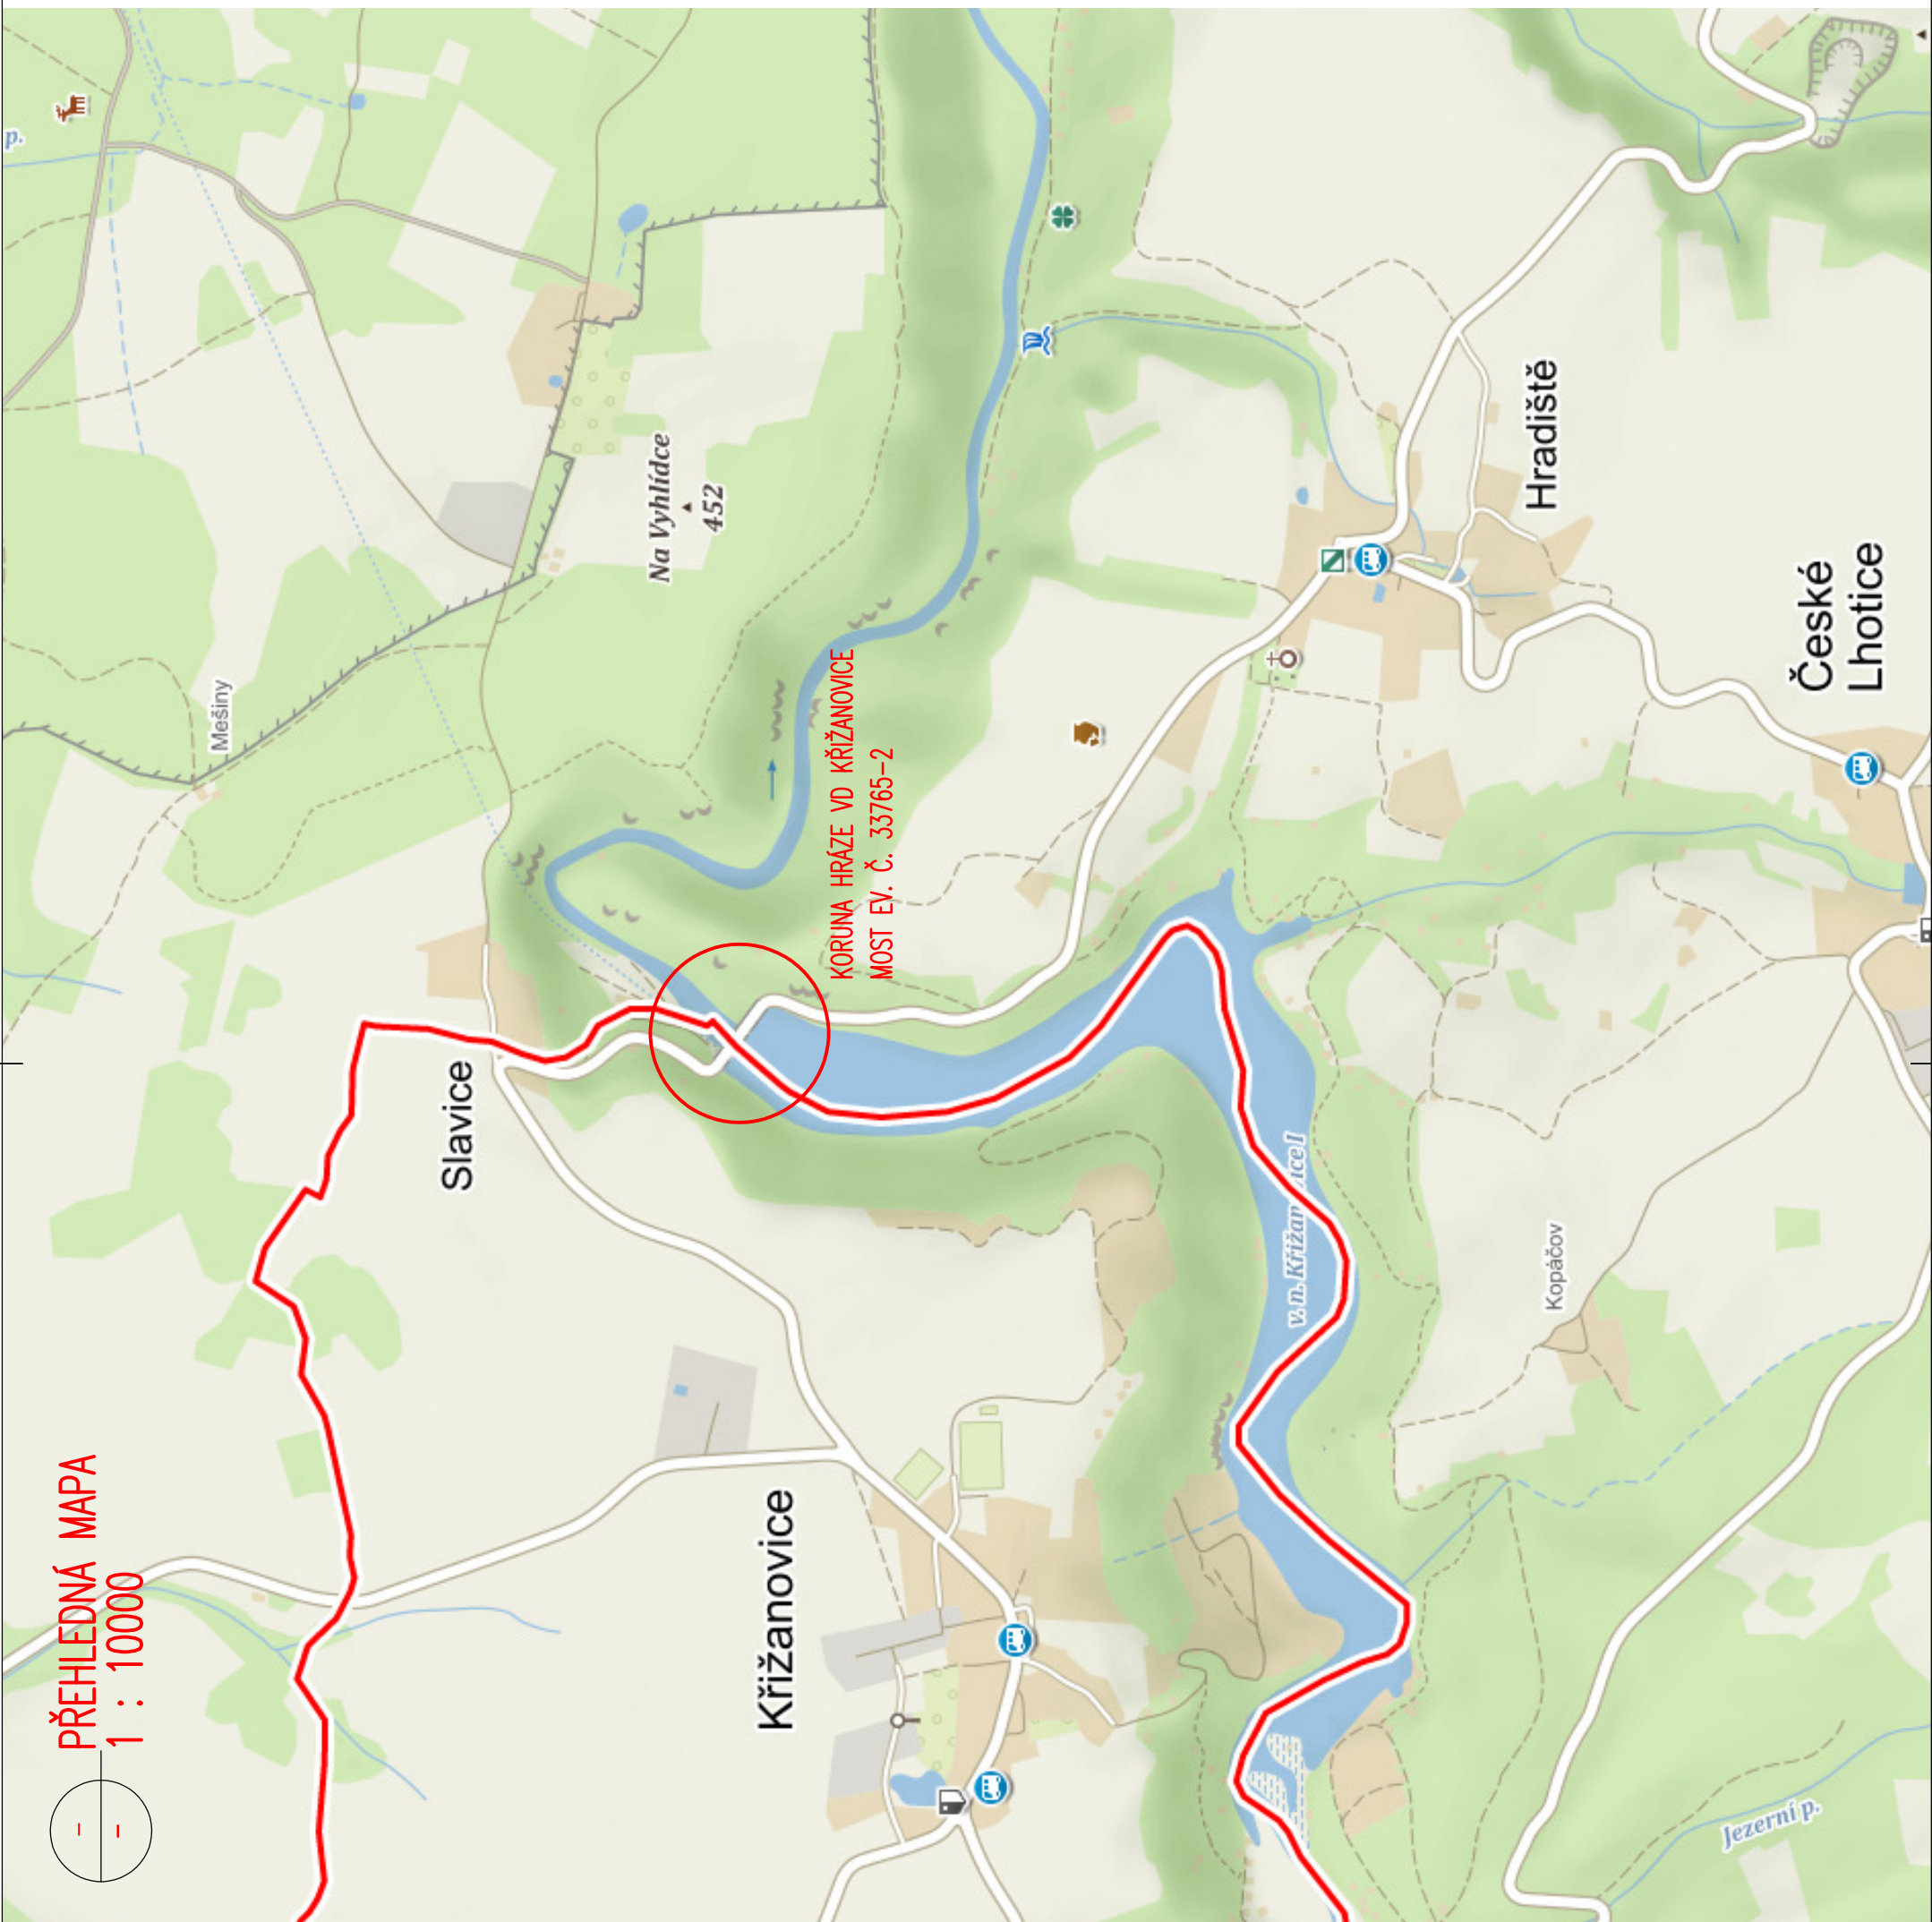 PŘEHLEDNÁ MAPA
1 : 10000
p.
Mešiny
Na Vyhlídce
452
Slavice
KORUNA HRÁZE VD KŘIŽANOVICE
MOST EV. Č. 33765-2
Hradiště
České
Lhotice
Křižanovice
v. n. Křižanovice I
Kopáčov
Jezerní p.